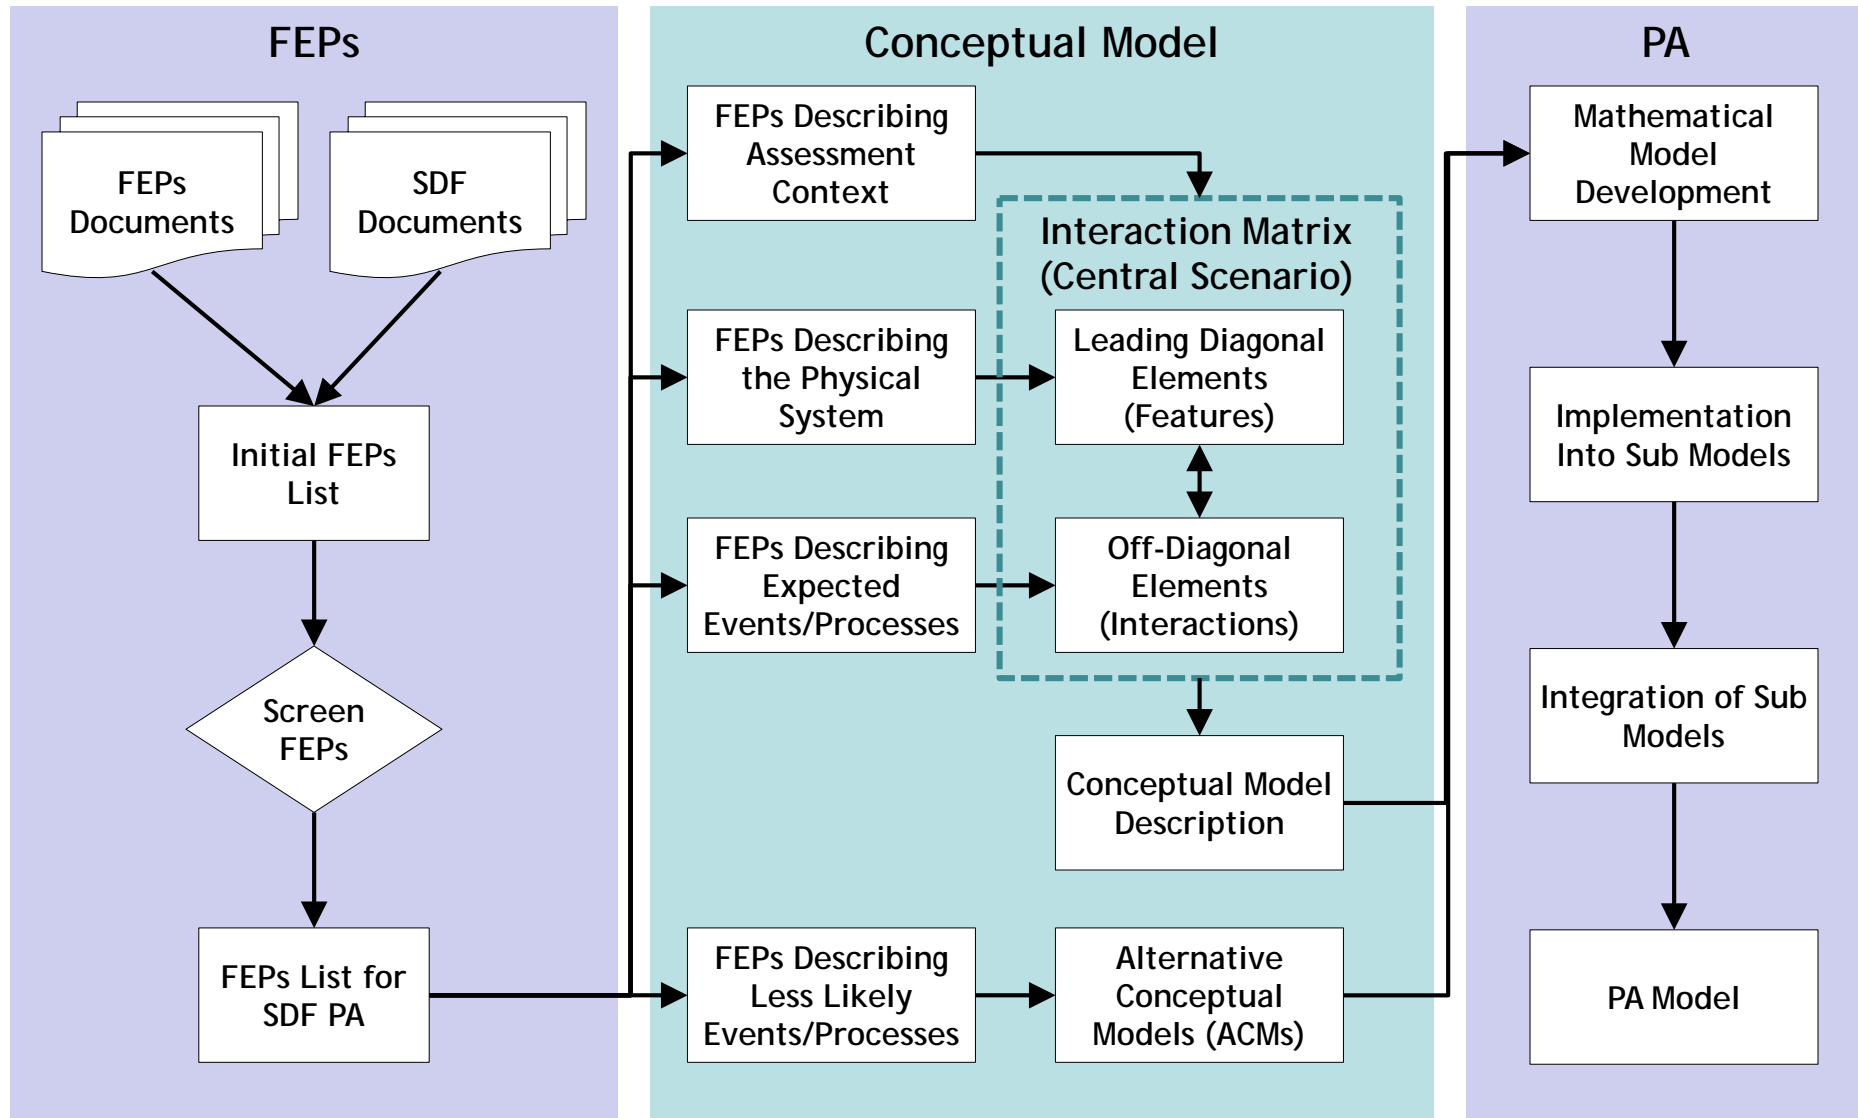 FEPs
FEPs
Documents
SDF
Documents
Initial FEPs
List
Screen
FEPs
FEPs List for
SDF PA
Conceptual Model
FEPs Describing
Assessment
Context
Interaction Matrix
(Central Scenario)
FEPs Describing
the Physical
System
Leading Diagonal
Elements
(Features)
FEPs Describing
Expected
Events/Processes
Off-Diagonal
Elements
(Interactions)
Conceptual Model
Description
FEPs Describing
Less Likely
Events/Processes
Alternative
Conceptual
Models (ACMs)
PA
Mathematical
Model
Development
Implementation
Into Sub Models
Integration of Sub
Models
PA Model